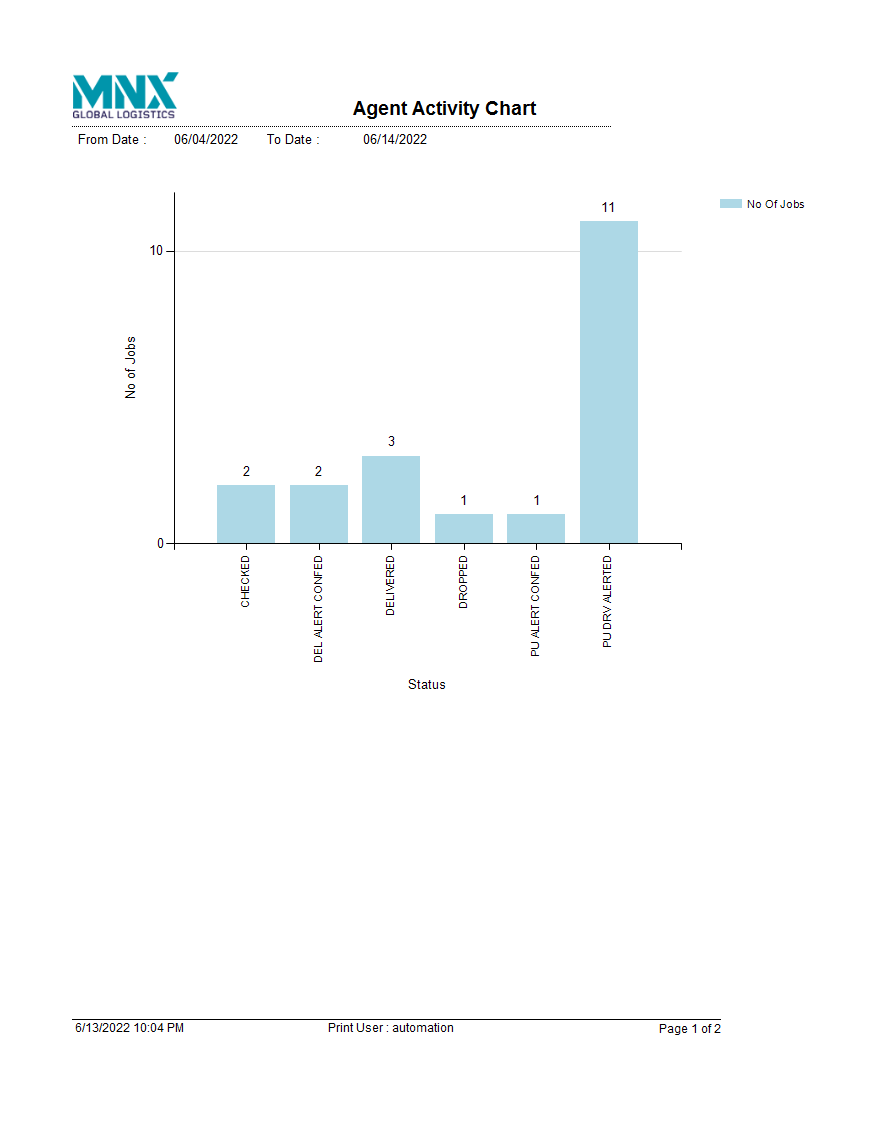 MNX
GLOBAL LOGISTICS
Agent Activity Chart
From Date : 06/04/2022 To Date : 06/14/2022
No Of Jobs
11
10
No of Jobs
3
2
2
1
1
0
CHECKED
DEL ALERT CONFED
DELIVERED
DROPPED
PU ALERT CONFED
PU DRV ALERTED
Status
6/13/2022 10:04 PM Print User : automation Page 1 of 2